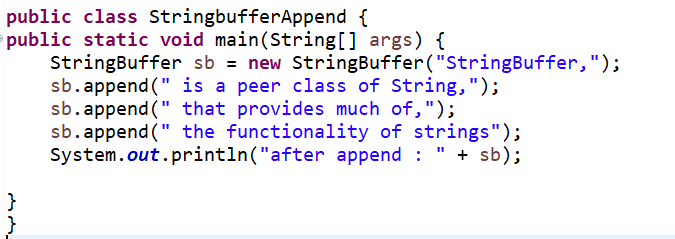 public class StringbufferAppend {
public static void main(String[] args) {
    StringBuffer sb = new StringBuffer("StringBuffer,");
    sb.append(" is a peer class of String,");
    sb.append(" that provides much of,");
    sb.append(" the functionality of strings");
    System.out.println("after append : " + sb);
}
}